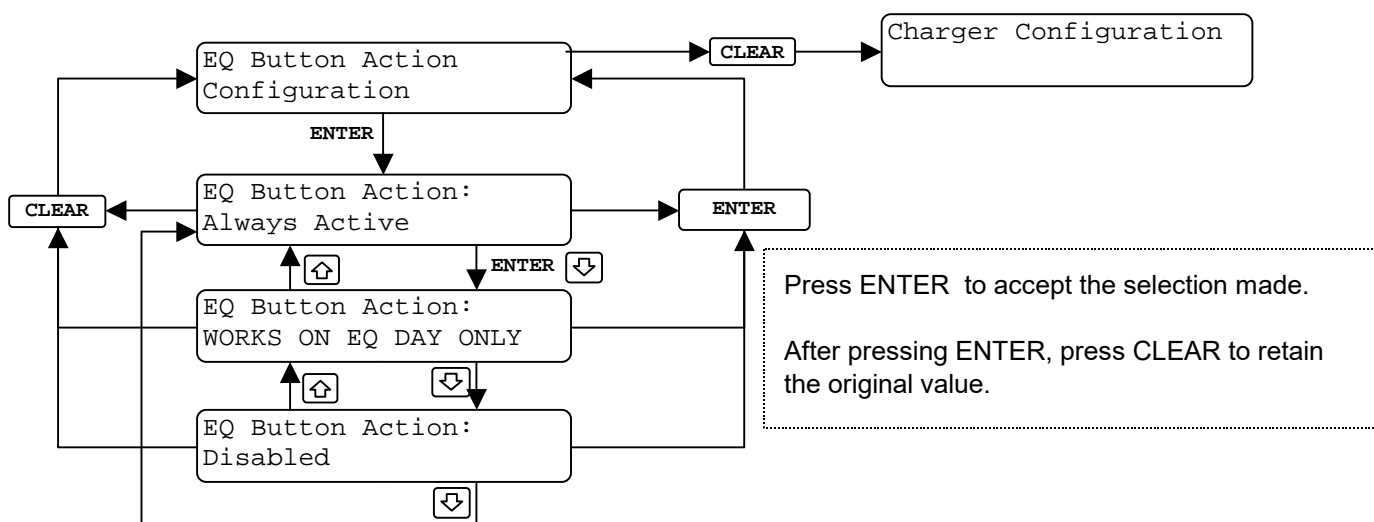 Charger Configuration
CLEAR
EQ Button Action
Configuration
ENTER
EQ Button Action:
Always Active
CLEAR
ENTER
ENTER
EQ Button Action:
WORKS ON EQ DAY ONLY
Press ENTER to accept the selection made.
After pressing ENTER, press CLEAR to retain
the original value.
EQ Button Action:
Disabled